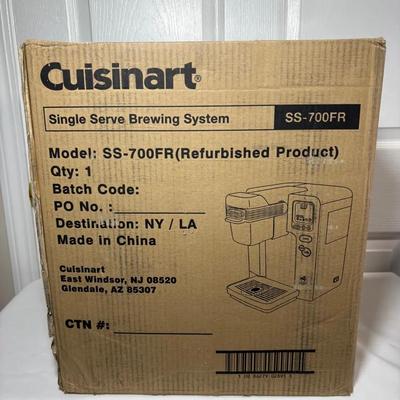 Cuisinart®
Single Serve Brewing System SS-700FR
Model: SS-700FR(Refurbished Product)
Qty: 1
Batch Code:
PO No. :
Destination: NY / LA
Made in China
Cuisinart
East Windsor, NJ 08520
Glendale, AZ 85307
CTN #: